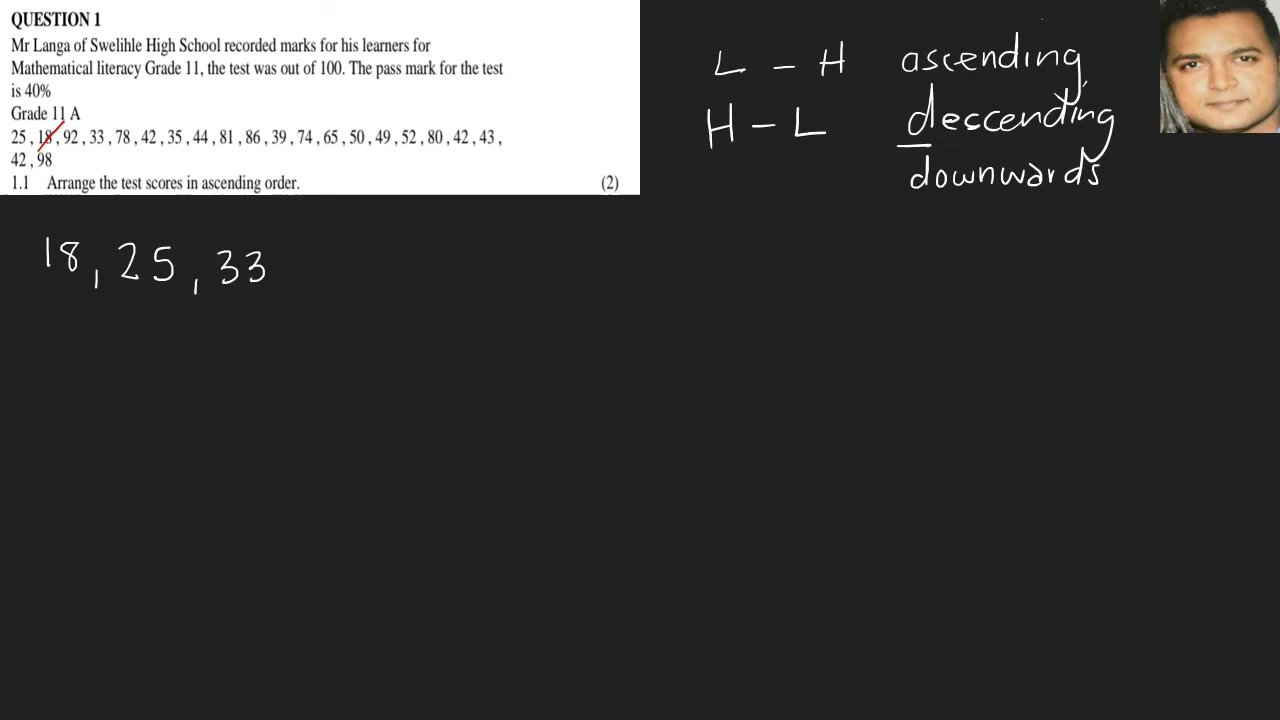 QUESTION 1
Mr Langa of Swelihle High School recorded marks for his learners for
Mathematical literacy Grade 11, the test was out of 100. The pass mark for the test
is 40%
Grade 11 A
25 , 18 , 92 , 33 , 78 , 42 , 35 , 44 , 81 , 86 , 39 , 74 , 65 , 50 , 49 , 52 , 80 , 42 , 43 ,
42 , 98
1.1 Arrange the test scores in ascending order. (2)
L - H ascending
H - L descending
downwards
18, 25, 33